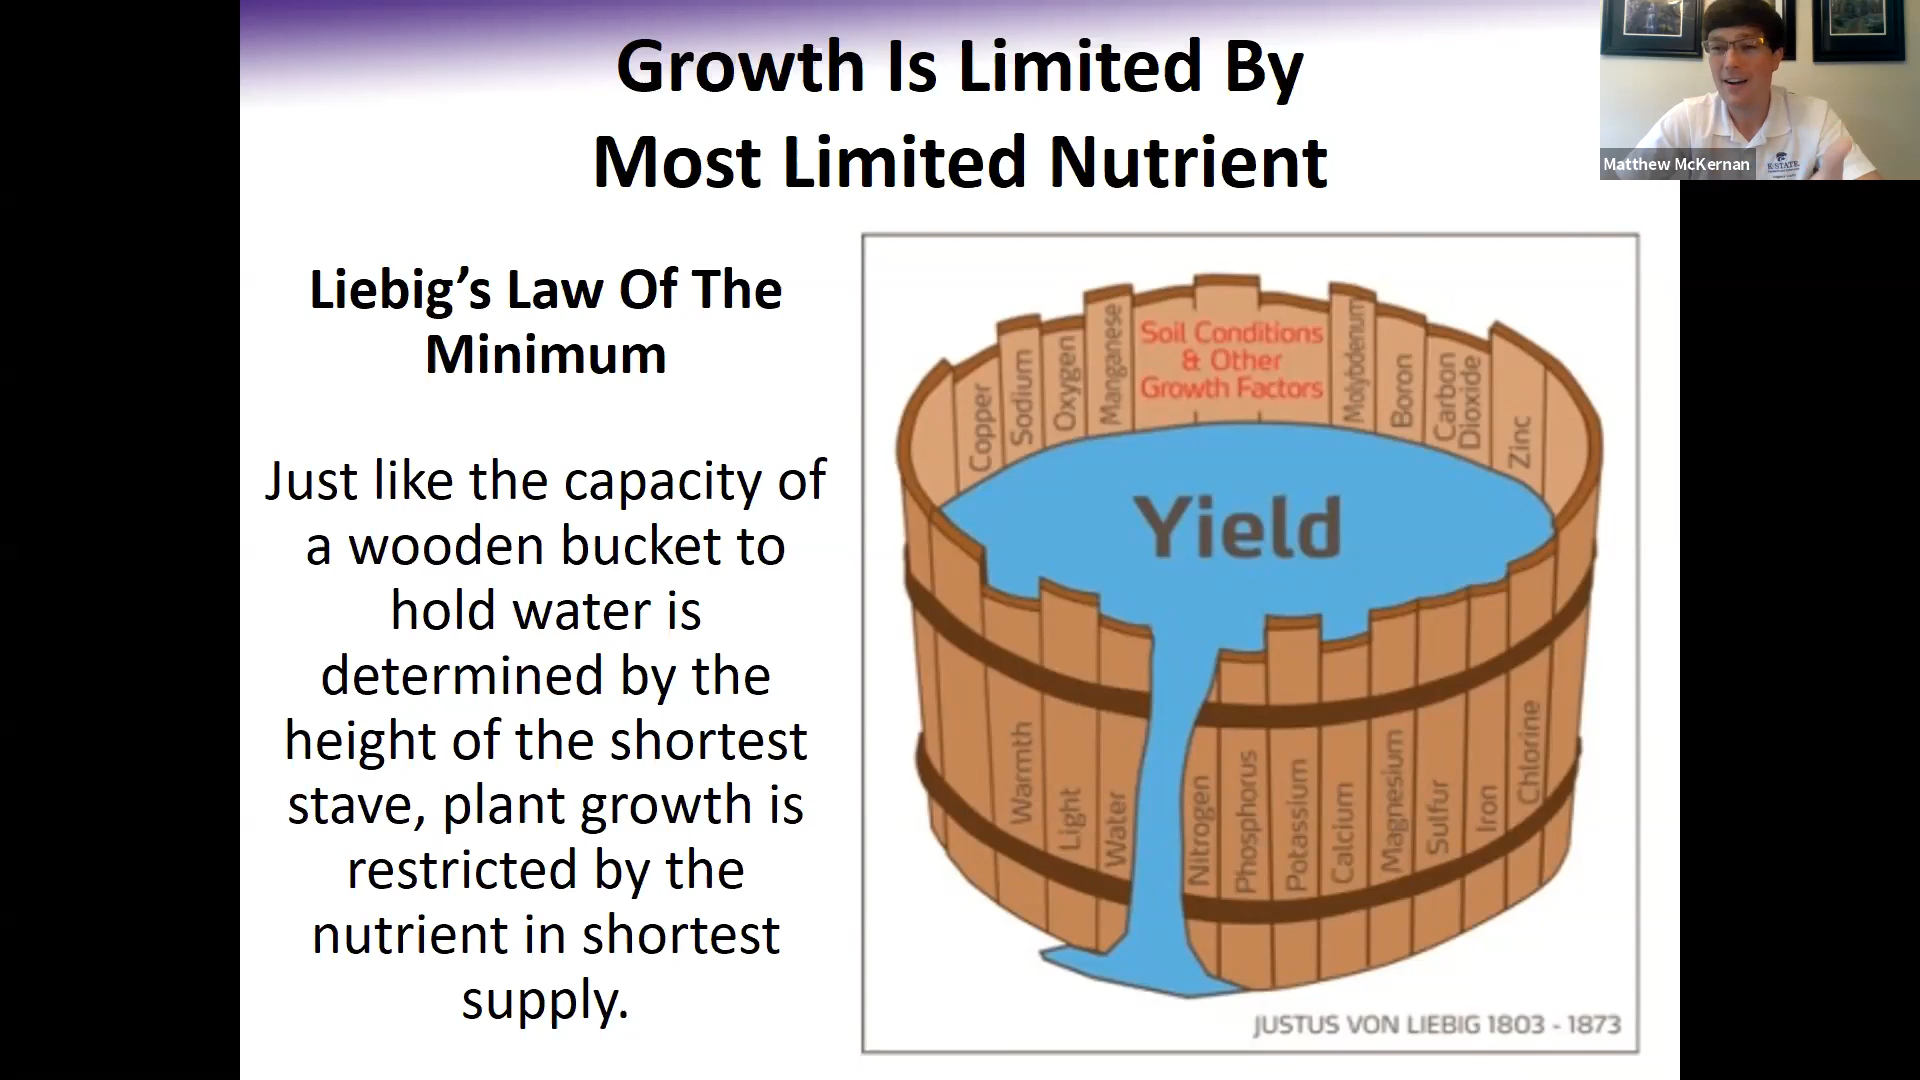 Growth Is Limited By
Most Limited Nutrient
Matthew McKernan
K-STATE
Liebig’s Law Of The
Minimum
Just like the capacity of
a wooden bucket to
hold water is
determined by the
height of the shortest
stave, plant growth is
restricted by the
nutrient in shortest
supply.
Copper
Sodium
Oxygen
Manganese
Soil Conditions
& Other
Growth Factors
Molybdenum
Boron
Carbon
Dioxide
Zinc
Yield
Warmth
Light
Water
Nitrogen
Phosphorus
Potassium
Calcium
Magnesium
Sulfur
Iron
Chlorine
JUSTUS VON LIEBIG 1803 - 1873